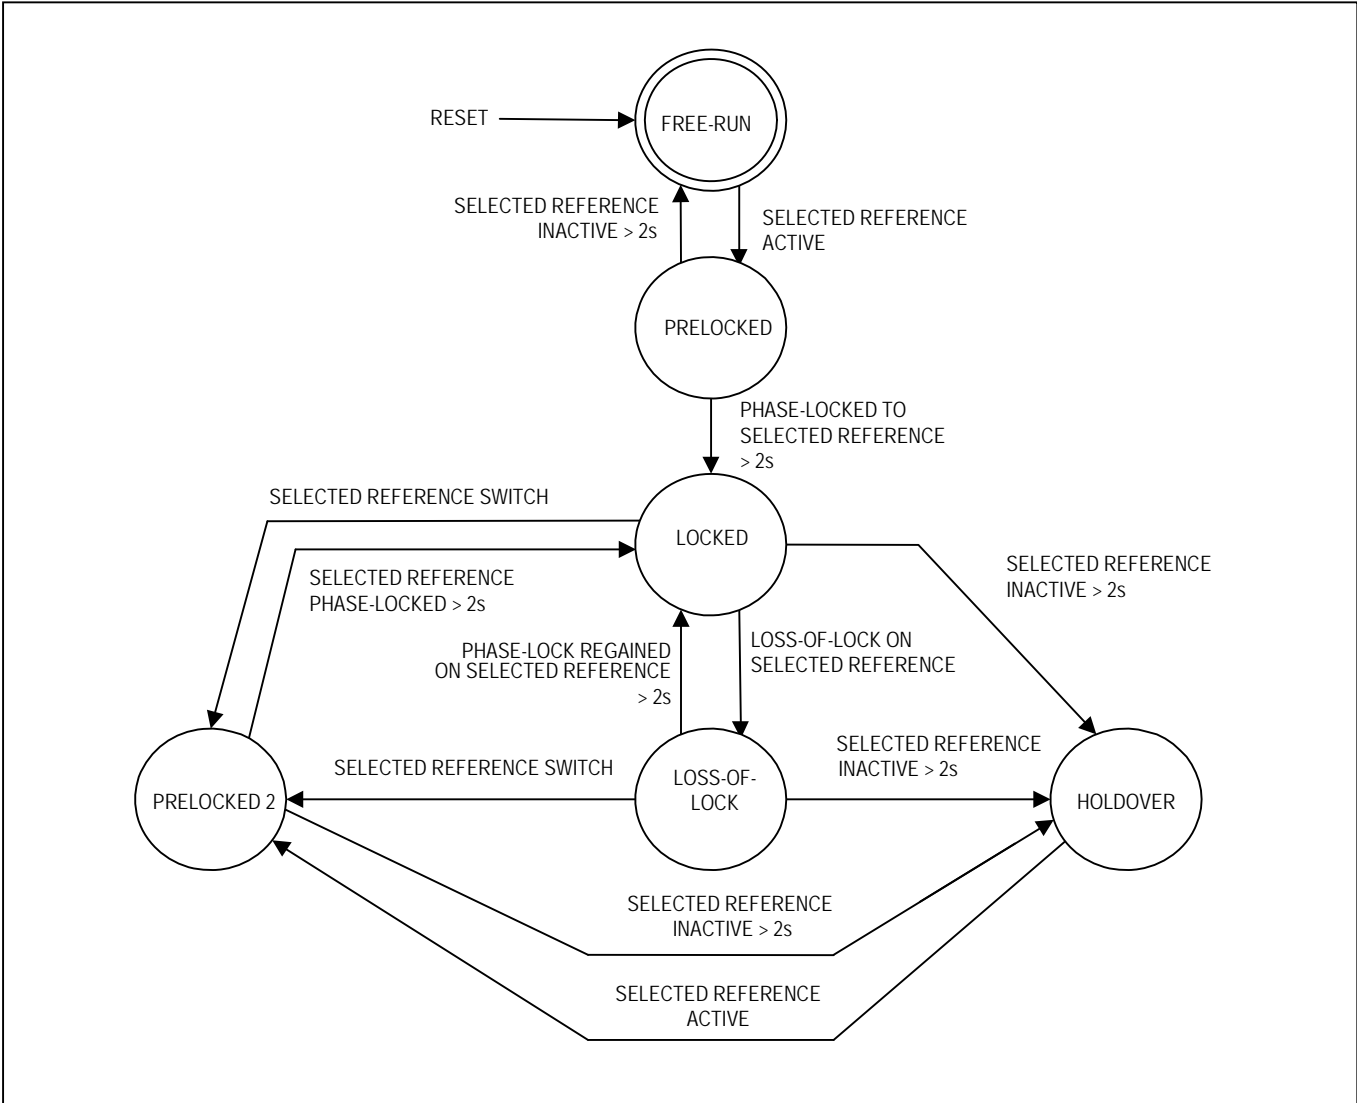 RESET
FREE-RUN
SELECTED REFERENCE
INACTIVE > 2s
SELECTED REFERENCE
ACTIVE
PRELOCKED
PHASE-LOCKED TO
SELECTED REFERENCE
> 2s
SELECTED REFERENCE SWITCH
LOCKED
SELECTED REFERENCE
PHASE-LOCKED > 2s
SELECTED REFERENCE
INACTIVE > 2s
PHASE-LOCK REGAINED
ON SELECTED REFERENCE
> 2s
LOSS-OF-LOCK ON
SELECTED REFERENCE
SELECTED REFERENCE SWITCH
SELECTED REFERENCE
INACTIVE > 2s
PRELOCKED 2
LOSS-OF-
LOCK
HOLDOVER
SELECTED REFERENCE
INACTIVE > 2s
SELECTED REFERENCE
ACTIVE